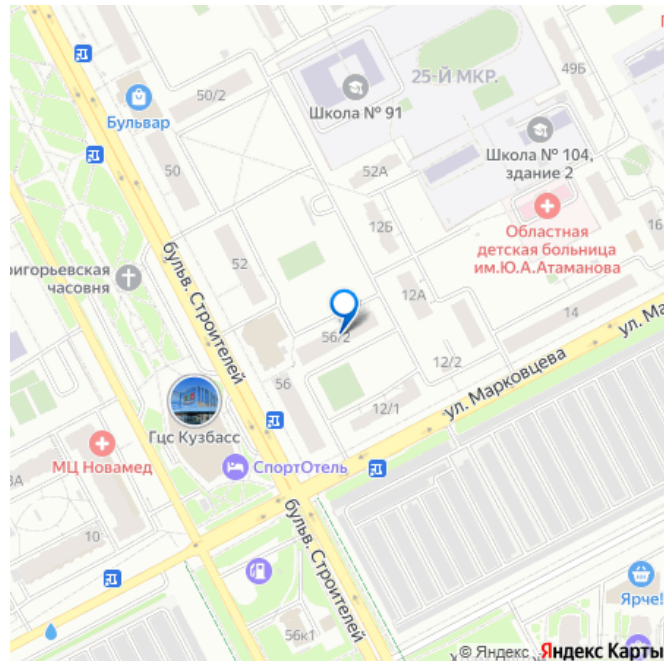 50/2
Бульвар
25-Й МКР.
49Б
Школа № 91
Школа № 104,
здание 2
50
52А
12Б
Областная
детская больница
им.Ю.А.Атаманова
16
ригорьевская
часовня
52
бульв. Строителей
12А
14
ул. Ма
56/2
12/2
ул. Марковцева
56
12/1
Гцс Кузбасс
МЦ Новамед
СпортОтель
3А
10
бульв. Строителей
Ярче!
56к1
© Яндекс Яндекс Карты